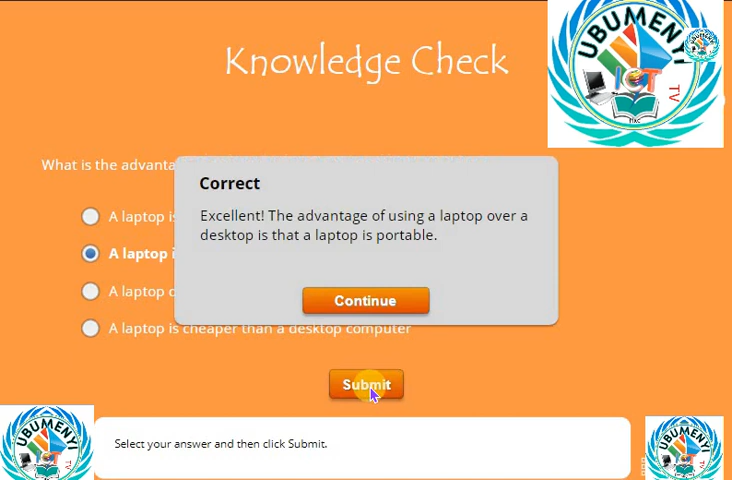 Knowledge Check
UBUMENYI
ICT
TV
What is the advanta
Correct
Excellent! The advantage of using a laptop over a
desktop is that a laptop is portable.
Continue
A laptop is
A laptop i
A laptop c
A laptop is cheaper than a desktop computer
Submit
Select your answer and then click Submit.
UBUMENYI
TV
UBUMENYI
TV